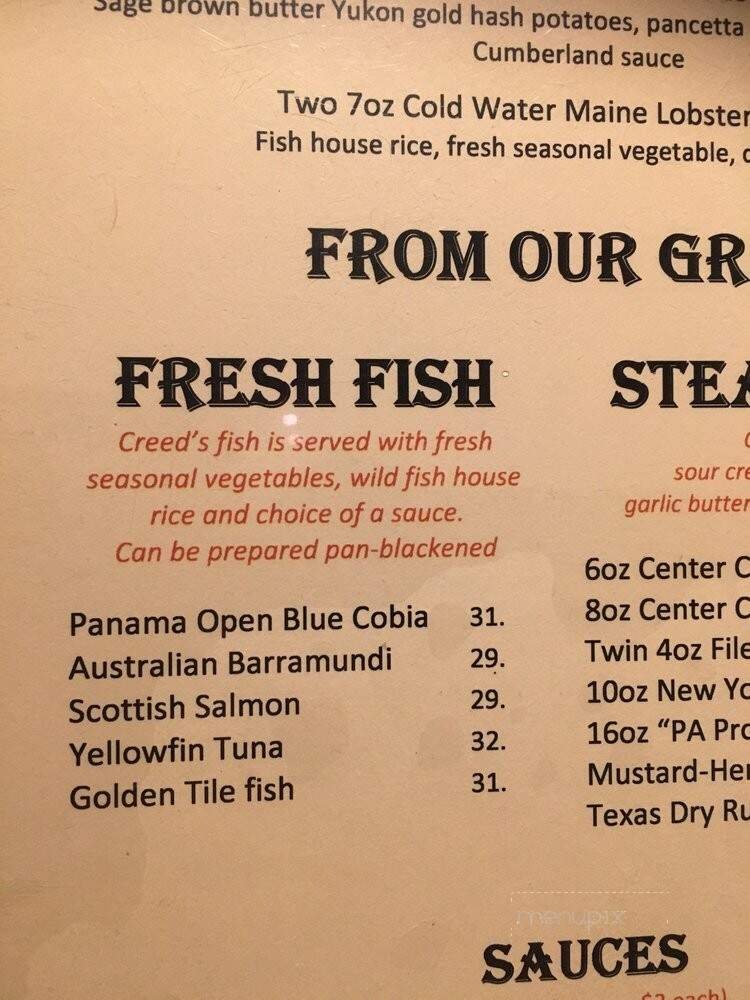 Sage brown butter Yukon gold hash potatoes, pancetta
Cumberland sauce
Two 7oz Cold Water Maine Lobster
Fish house rice, fresh seasonal vegetable,
FROM OUR GR
FRESH FISH
Creed's fish is served with fresh
seasonal vegetables, wild fish house
rice and choice of a sauce.
Can be prepared pan-blackened
Panama Open Blue Cobia 31.
Australian Barramundi 29.
Scottish Salmon 29.
Yellowfin Tuna 32.
Golden Tile fish 31.
STEA
sour cre
garlic butter
6oz Center C
8oz Center C
Twin 4oz File
10oz New Yo
16oz "PA Pro
Mustard-Her
Texas Dry Ru
menupix
SAUCES
$3 each)